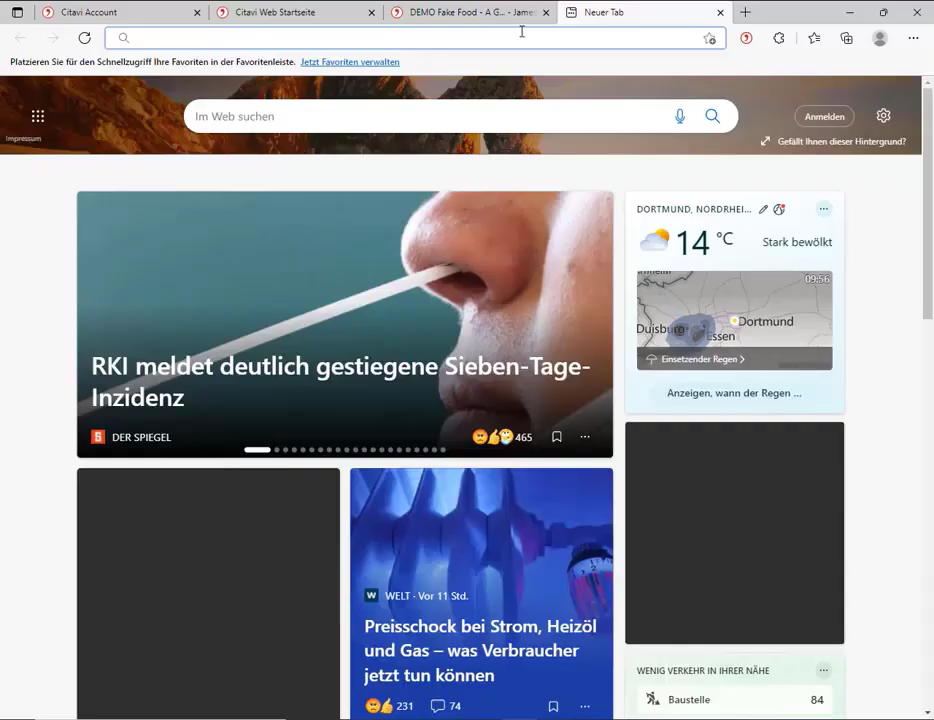 Citavi Account
Citavi Web Startseite
DEMO Fake Food - A G... - Jame
Neuer Tab
Platzieren Sie für den Schnellzugriff Ihre Favoriten in der Favoritenleiste. Jetzt Favoriten verwalten
Impressum
Im Web suchen
Anmelden
Gefällt Ihnen dieser Hintergrund?
RKI meldet deutlich gestiegene Sieben-Tage-
Inzidenz
DER SPIEGEL
465
DORTMUND, NORDRHEI...
14 °C
Stark bewölkt
09:56
Dortmund
Duisburg
Essen
Einsetzender Regen
Anzeigen, wann der Regen ...
WELT · Vor 11 Std.
Preisschock bei Strom, Heizöl
und Gas – was Verbraucher
jetzt tun können
231
74
WENIG VERKEHR IN IHRER NÄHE
Baustelle
84